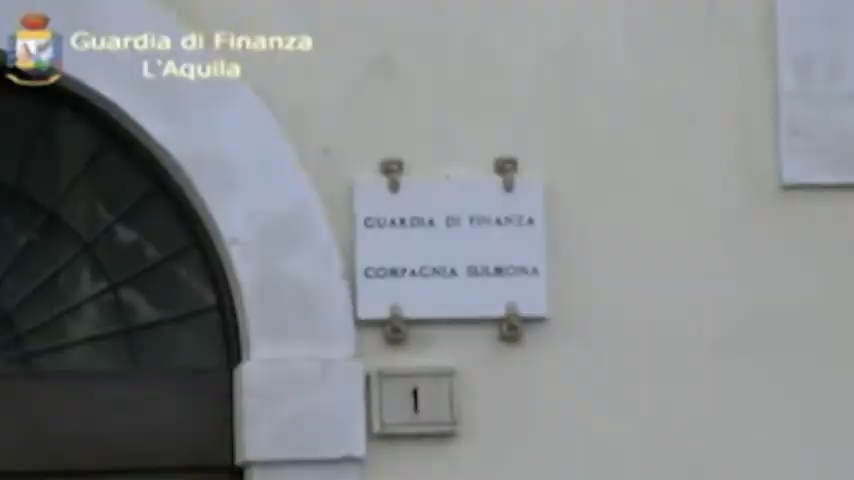 Guardia di Finanza
L'Aquila
GUARDIA DI FINANZA
COMPAGNIA SULMONA
1